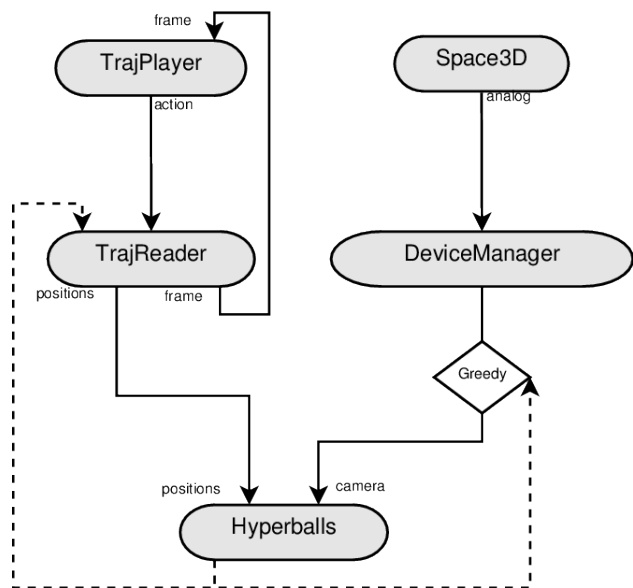 frame
TrajPlayer
Space3D
action
analog
TrajReader
DeviceManager
positions
frame
Greedy
positions
camera
Hyperballs